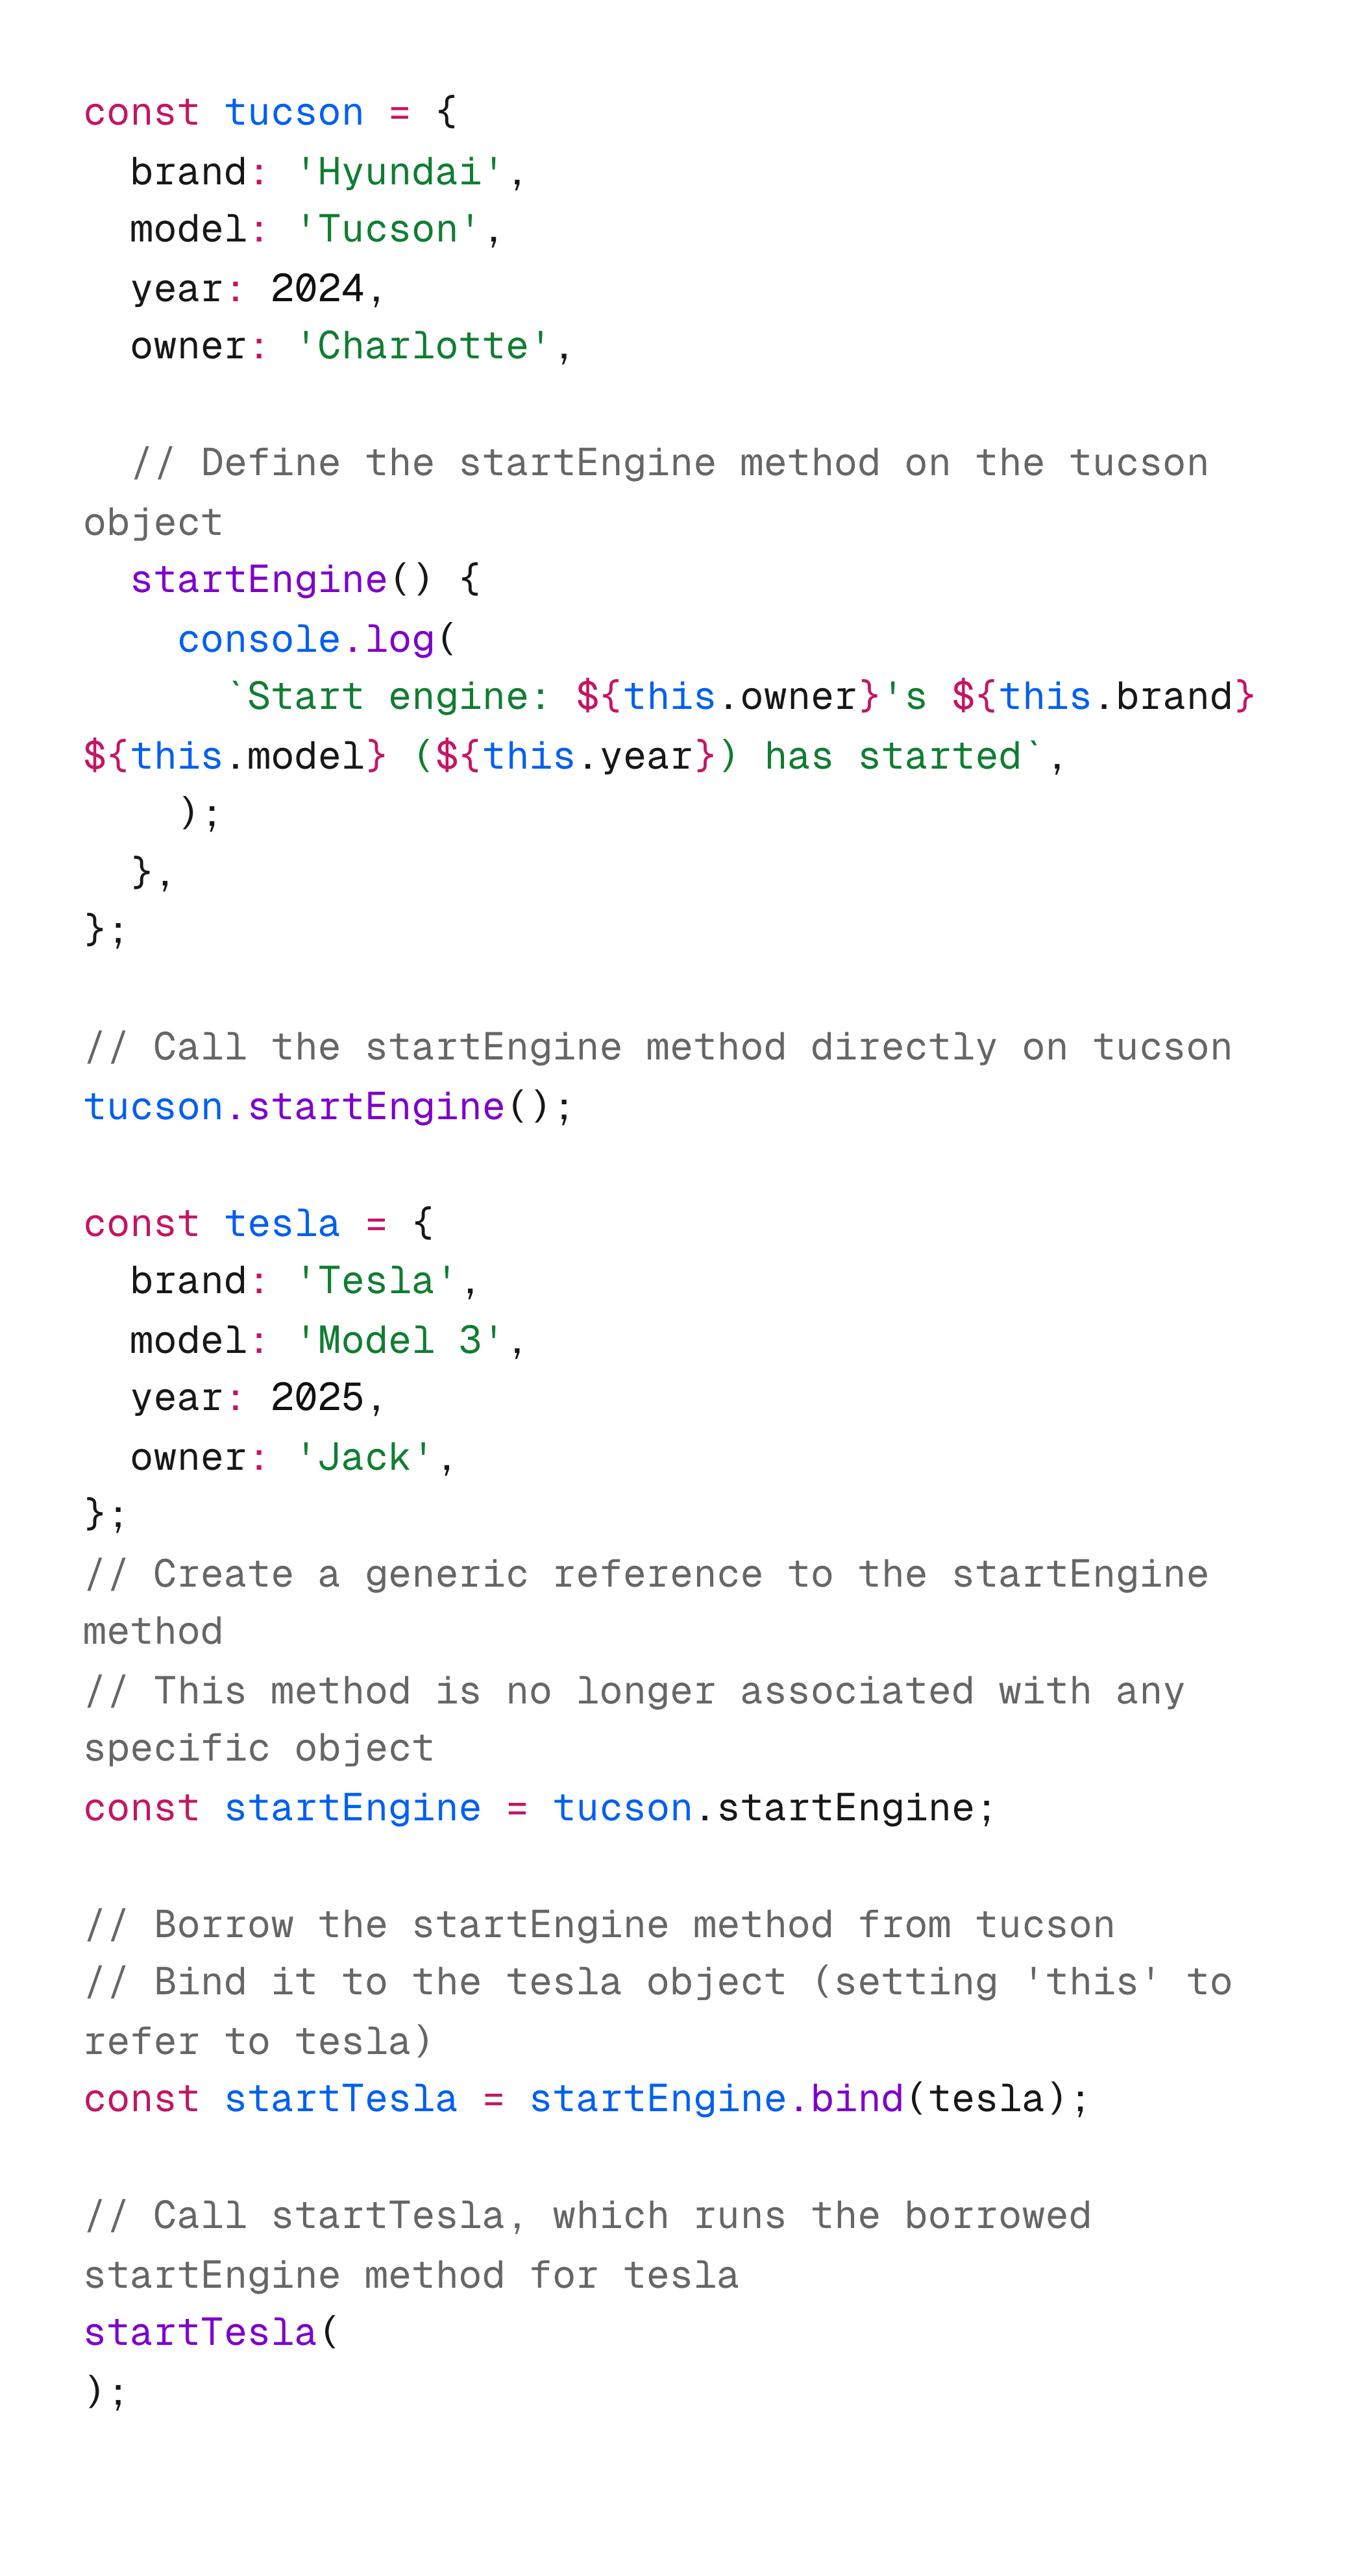 const tucson = {
  brand: 'Hyundai',
  model: 'Tucson',
  year: 2024,
  owner: 'Charlotte',

  // Define the startEngine method on the tucson
object
  startEngine() {
    console.log(
      `Start engine: ${this.owner}'s ${this.brand}
${this.model} (${this.year}) has started`,
    );
  },
};

// Call the startEngine method directly on tucson
tucson.startEngine();

const tesla = {
  brand: 'Tesla',
  model: 'Model 3',
  year: 2025,
  owner: 'Jack',
};
// Create a generic reference to the startEngine
method
// This method is no longer associated with any
specific object
const startEngine = tucson.startEngine;

// Borrow the startEngine method from tucson
// Bind it to the tesla object (setting 'this' to
refer to tesla)
const startTesla = startEngine.bind(tesla);

// Call startTesla, which runs the borrowed
startEngine method for tesla
startTesla(
);